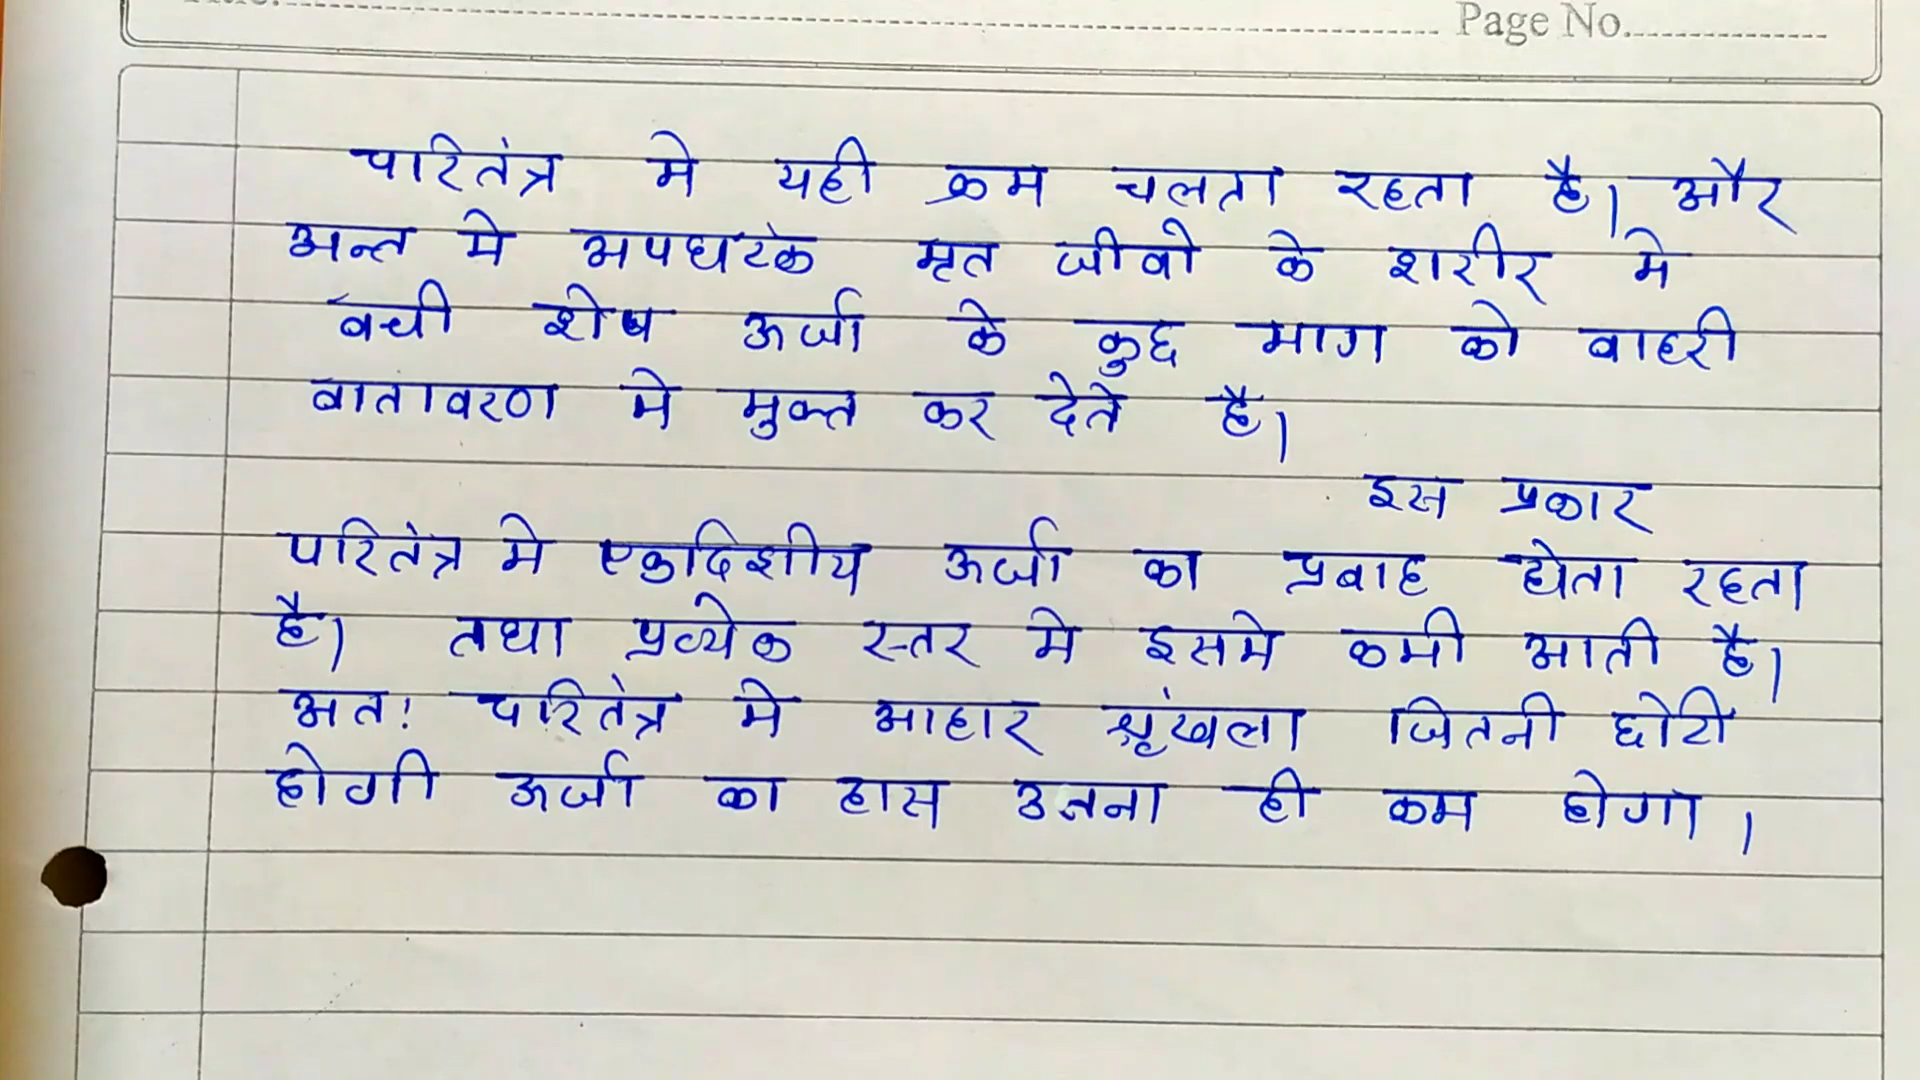 Page No.
पारितंत्र मे यही क्रम चलता रहता है। और
अन्त मे अपघटक मृत जीवो के शरीर मे
बची शेष ऊर्जा के कुछ भाग को बाहरी
वातावरण मे मुक्त कर देते है।
इस प्रकार
परितंत्र मे एकदिशीय ऊर्जा का प्रवाह होता रहता
है। तथा प्रत्येक स्तर मे इसमे कमी आती है।
अतः परितंत्र मे आहार श्रृंखला जितनी छोटी
होगी ऊर्जा का ह्रास उतना ही कम होगा।